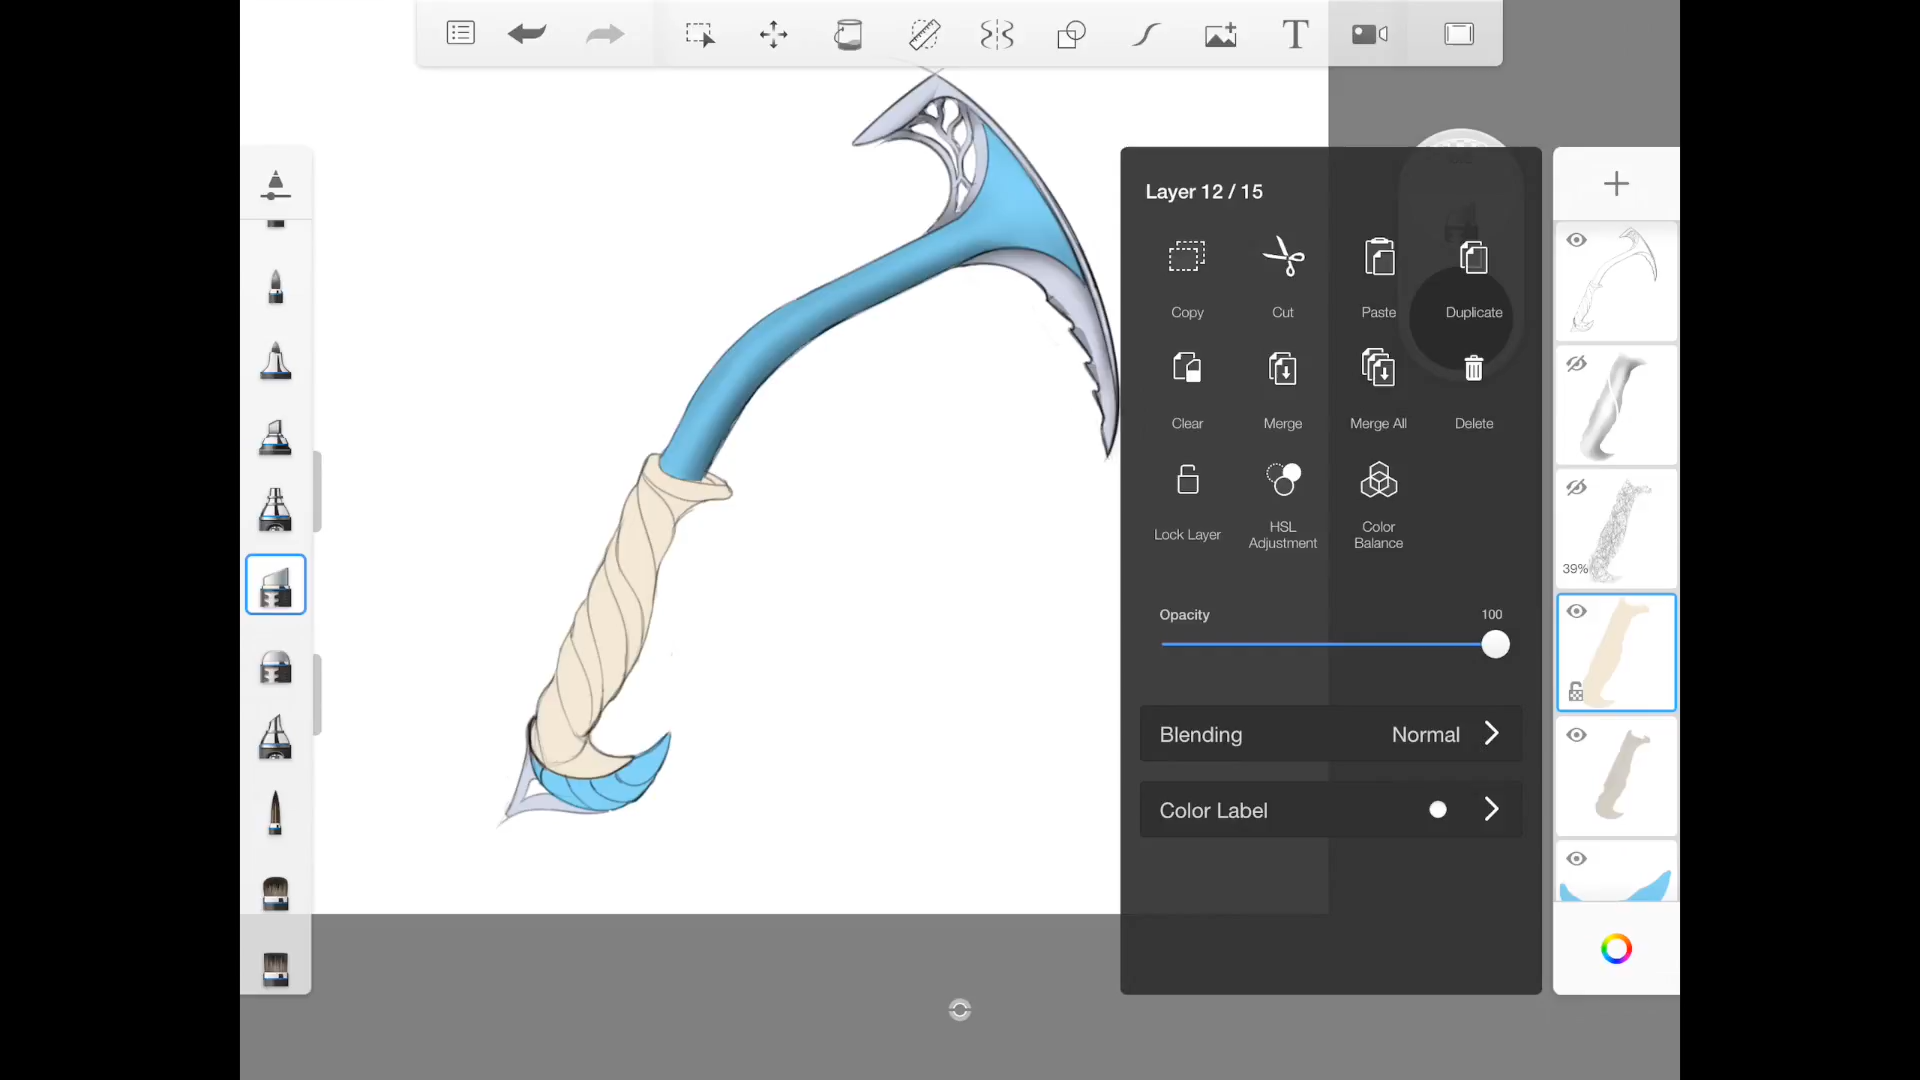 T
Layer 12 / 15
Copy
Cut
Paste
Duplicate
Clear
Merge
Merge All
Delete
Lock Layer
HSL
Adjustment
Color
Balance
39%
Opacity
100
Blending
Normal
Color Label